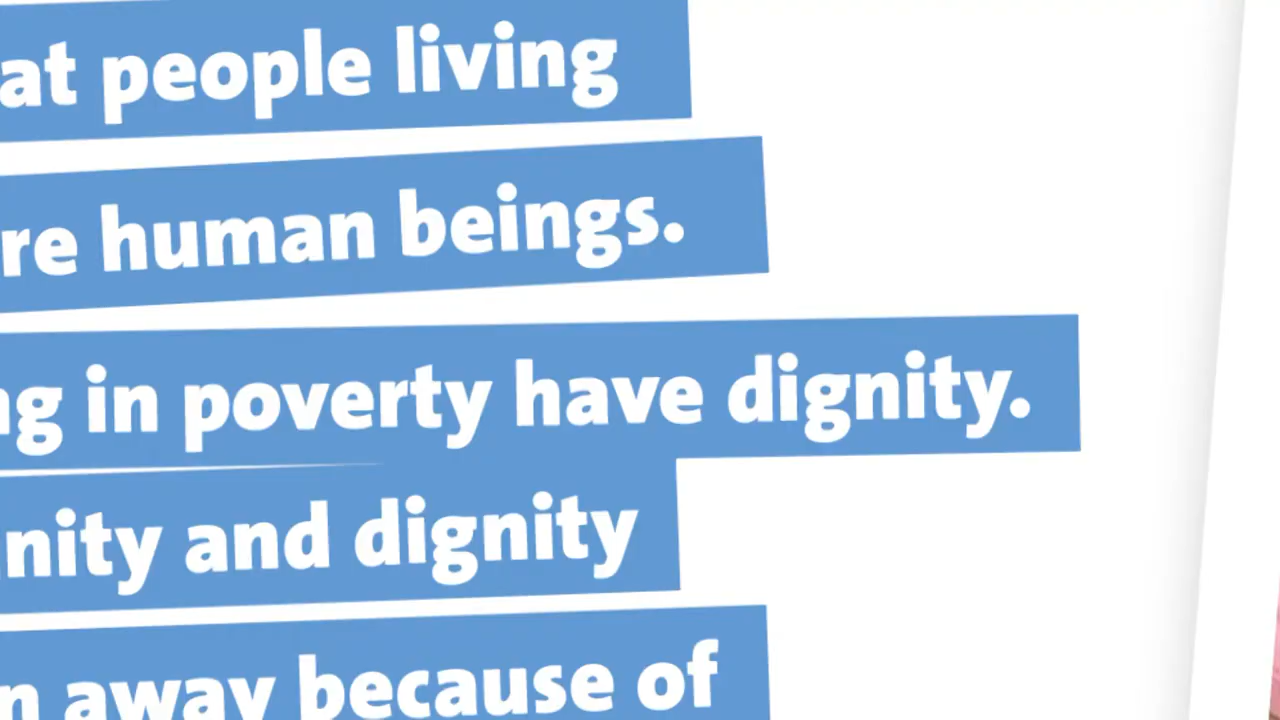 at people living
re human beings.
ng in poverty have dignity.
nity and dignity
n away because of